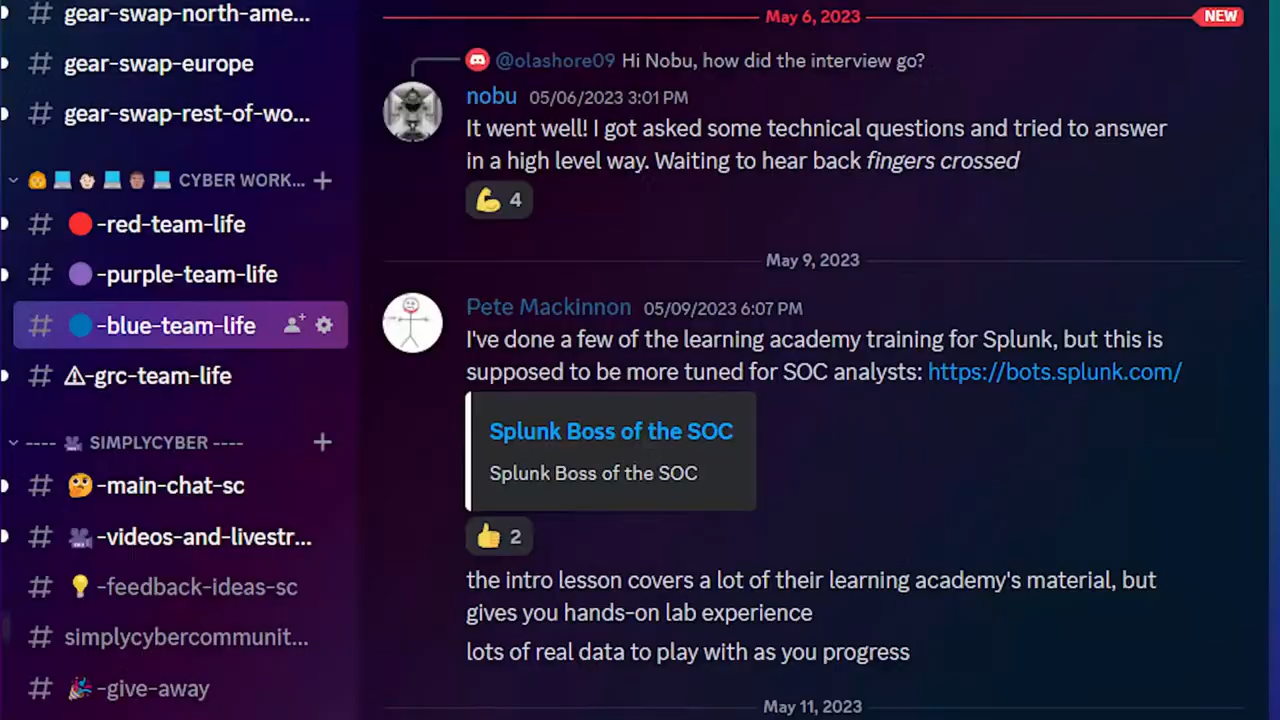 gear-swap-north-ame...
gear-swap-europe
gear-swap-rest-of-wo...
CYBER WORK...
-red-team-life
-purple-team-life
-blue-team-life
-grc-team-life
---- SIMPLYCYBER ----
-main-chat-sc
-videos-and-livestr...
-feedback-ideas-sc
simplycybercommunit...
-give-away
May 6, 2023 NEW
@olashore09 Hi Nobu, how did the interview go?
nobu 05/06/2023 3:01 PM
It went well! I got asked some technical questions and tried to answer
in a high level way. Waiting to hear back fingers crossed
4
May 9, 2023
Pete Mackinnon 05/09/2023 6:07 PM
I've done a few of the learning academy training for Splunk, but this is
supposed to be more tuned for SOC analysts: https://bots.splunk.com/
Splunk Boss of the SOC
Splunk Boss of the SOC
2
the intro lesson covers a lot of their learning academy's material, but
gives you hands-on lab experience
lots of real data to play with as you progress
May 11, 2023